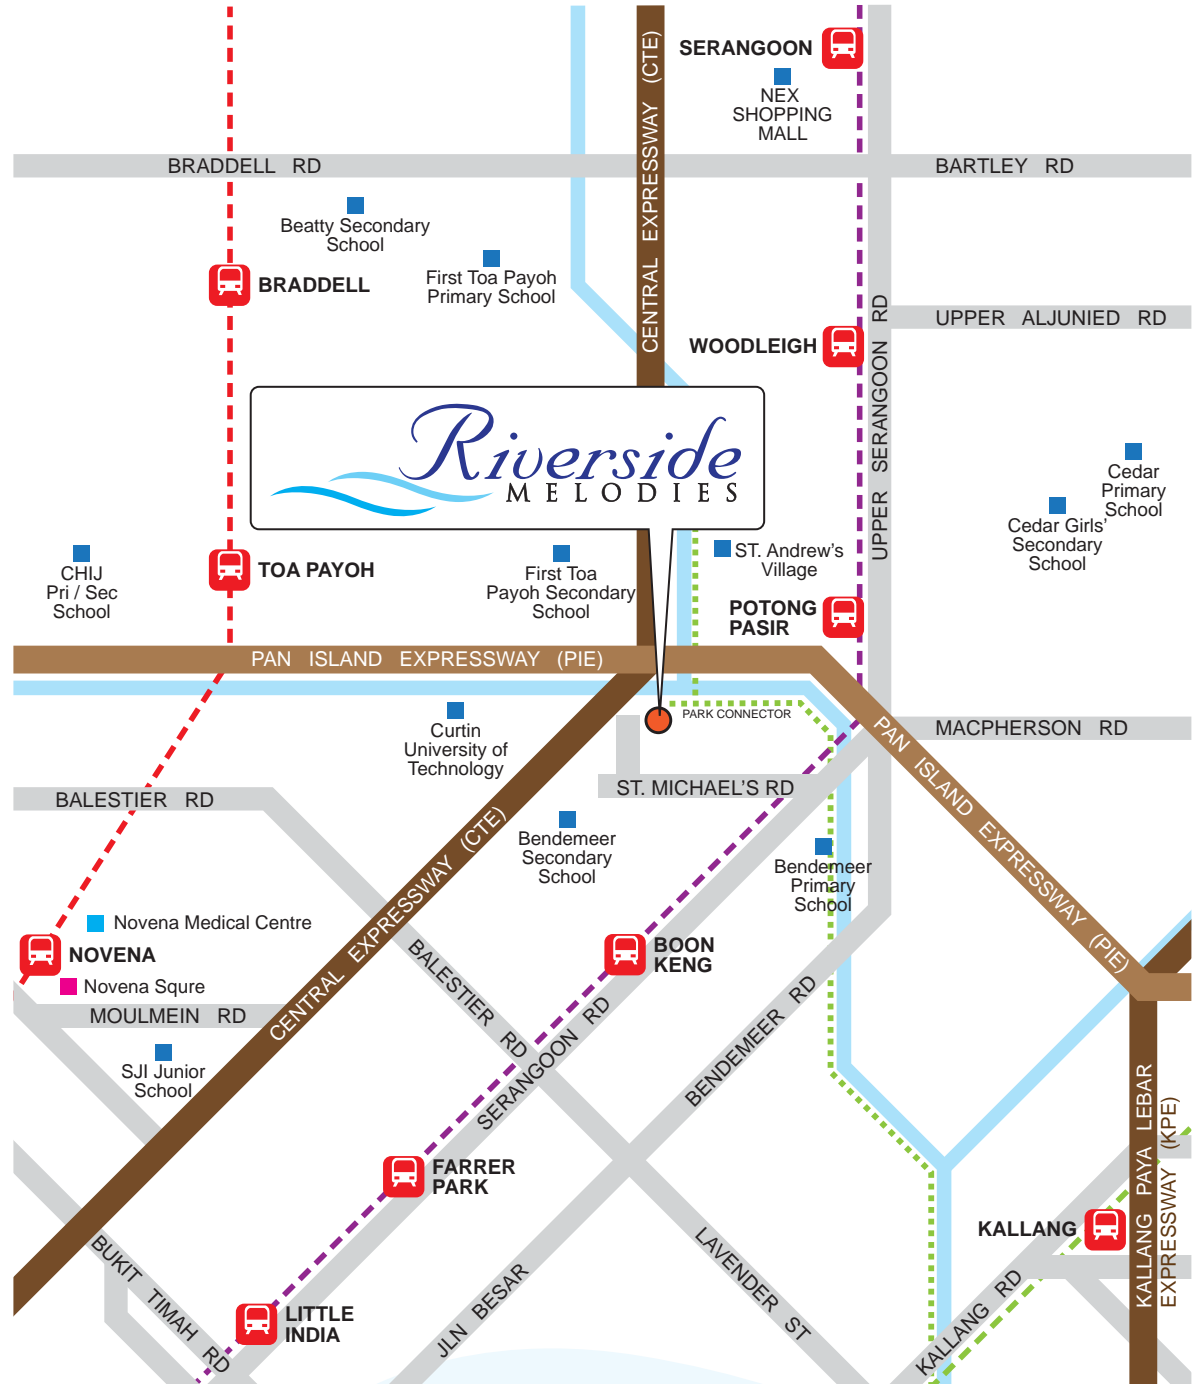 SERANGOON
NEX
SHOPPING
MALL
CENTRAL EXPRESSWAY (CTE)
BRADDELL RD
BARTLEY RD
Beatty Secondary
School
First Toa Payoh
Primary School
BRADDELL
UPPER ALJUNIED RD
WOODLEIGH
UPPER SERANGOON RD
Riverside
MELODIES
Cedar
Primary
School
Cedar Girls'
Secondary
School
CHIJ
Pri / Sec
School
TOA PAYOH
First Toa
Payoh Secondary
School
ST. Andrew's
Village
POTONG
PASIR
PAN ISLAND EXPRESSWAY (PIE)
PARK CONNECTOR
MACPHERSON RD
Curtin
University of
Technology
PAN ISLAND EXPRESSWAY (PIE)
ST. MICHAEL'S RD
BALESTIER RD
Bendemeer
Secondary
School
Bendemeer
Primary
School
CENTRAL EXPRESSWAY (CTE)
Novena Medical Centre
NOVENA
Novena Squre
BOON
KENG
BALESTIER RD
MOULMEIN RD
SERANGOON RD
BENDEMEER RD
SJI Junior
School
KALLANG PAYA LEBAR
EXPRESSWAY (KPE)
FARRER
PARK
KALLANG
BUKIT TIMAH RD
LAVENDER ST
LITTLE
INDIA
JLN BESAR
KALLANG RD